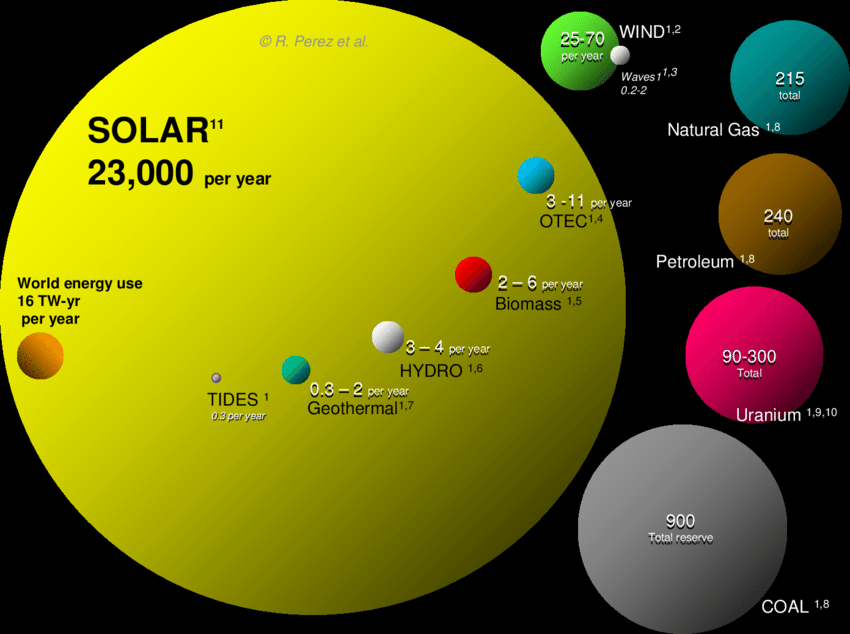 © R. Perez et al.
SOLAR11
23,000 per year
25-70
per year
WIND1,2
Waves1 1,3
0.2-2
215
total
Natural Gas 1,8
3 -11 per year
OTEC1,4
240
total
Petroleum 1,8
World energy use
16 TW-yr
per year
2 – 6 per year
Biomass 1,5
3 – 4 per year
HYDRO 1,6
TIDES 1
0.3 per year
0.3 – 2 per year
Geothermal1,7
90-300
Total
Uranium 1,9,10
900
Total reserve
COAL 1,8